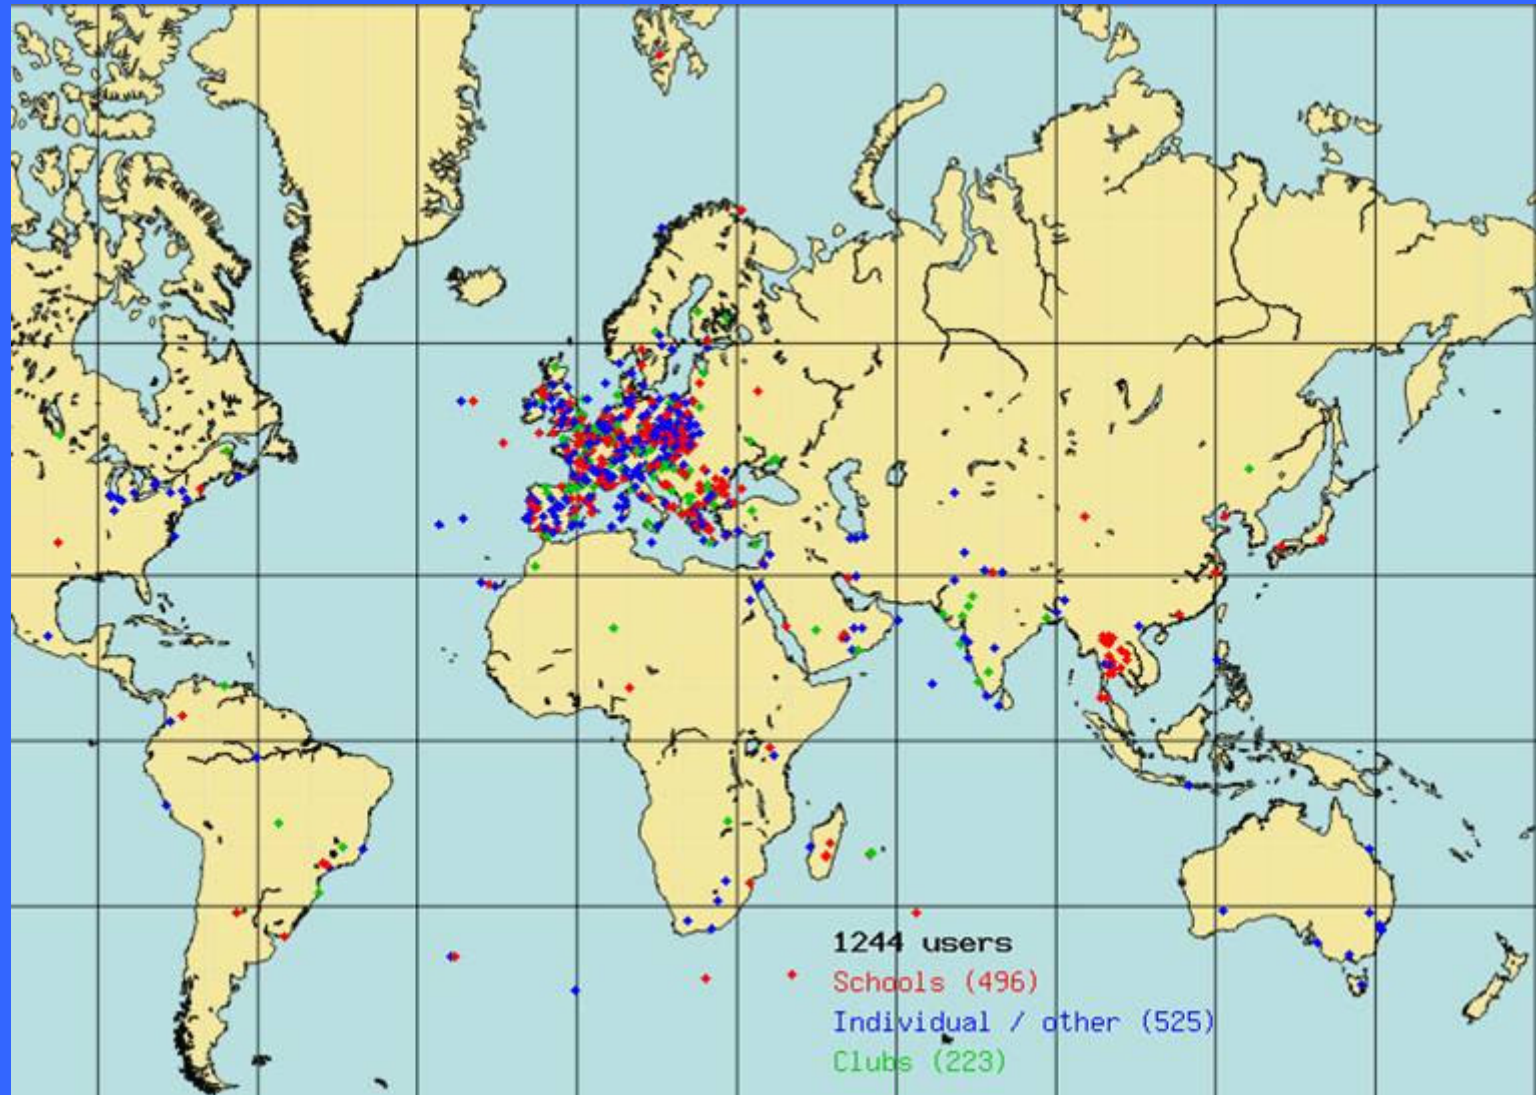 1244 users
Schools (496)
Individual / other (525)
Clubs (223)